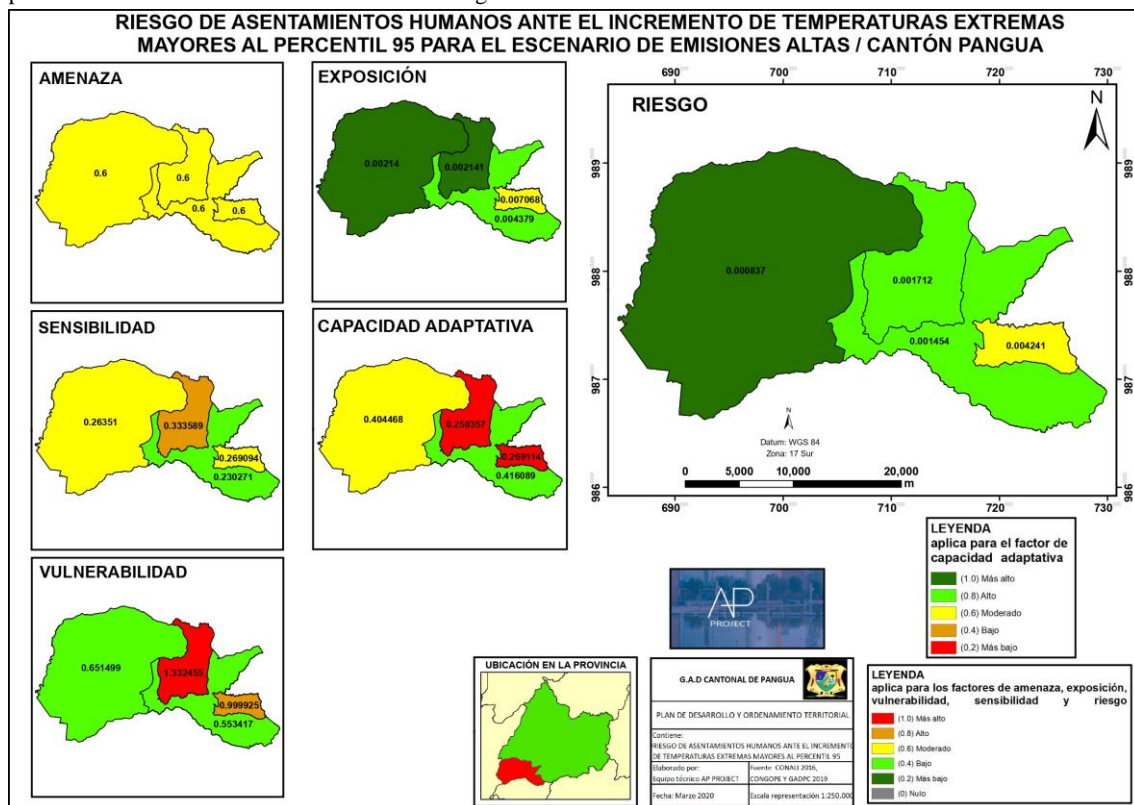 RIESGO DE ASENTAMIENTOS HUMANOS ANTE EL INCREMENTO DE TEMPERATURAS EXTREMAS
MAYORES AL PERCENTIL 95 PARA EL ESCENARIO DE EMISIONES ALTAS / CANTÓN PANGUA
AMENAZA
0.6
0.6
0.6
0.6
EXPOSICIÓN
0.00214
0.002141
0.007068
0.004379
SENSIBILIDAD
0.26351
0.333589
0.269094
0.230271
CAPACIDAD ADAPTATIVA
0.404468
0.250357
0.269114
0.416089
VULNERABILIDAD
0.651499
1.332455
0.999925
0.553417
RIESGO
690
700
710
720
730
N
989
989
988
988
987
987
986
986
0.000837
0.001712
0.001454
0.004241
N
Datum: WGS 84
Zona: 17 Sur
0 5,000 10,000 20,000
m
690
700
710
720
730
LEYENDA
aplica para el factor de
capacidad adaptativa
(1.0) Más alto
(0.8) Alto
(0.6) Moderado
(0.4) Bajo
(0,2) Más bajo
AP
PROJECT
UBICACIÓN EN LA PROVINCIA
G.A.D CANTONAL DE PANGUA
PLAN DE DESARROLLO Y ORDENAMIENTO TERRITORIAL
Contiene:
RIESGO DE ASENTAMIENTOS HUMANOS ANTE EL INCREMENTO
DE TEMPERATURAS EXTREMAS MAYORES AL PERCENTIL 95
Elaborado por:
Equipo técnico AP PROJECT
Fuente: CONALI 2016,
CONGOPE Y GADPC 2019
Fecha: Marzo 2020
Escala representación 1:250.000
LEYENDA
aplica para los factores de amenaza, exposición,
vulnerabilidad, sensibilidad y riesgo
(1.0) Más alto
(0.8) Alto
(0.6) Moderado
(0.4) Bajo
(0.2) Más bajo
(0) Nulo